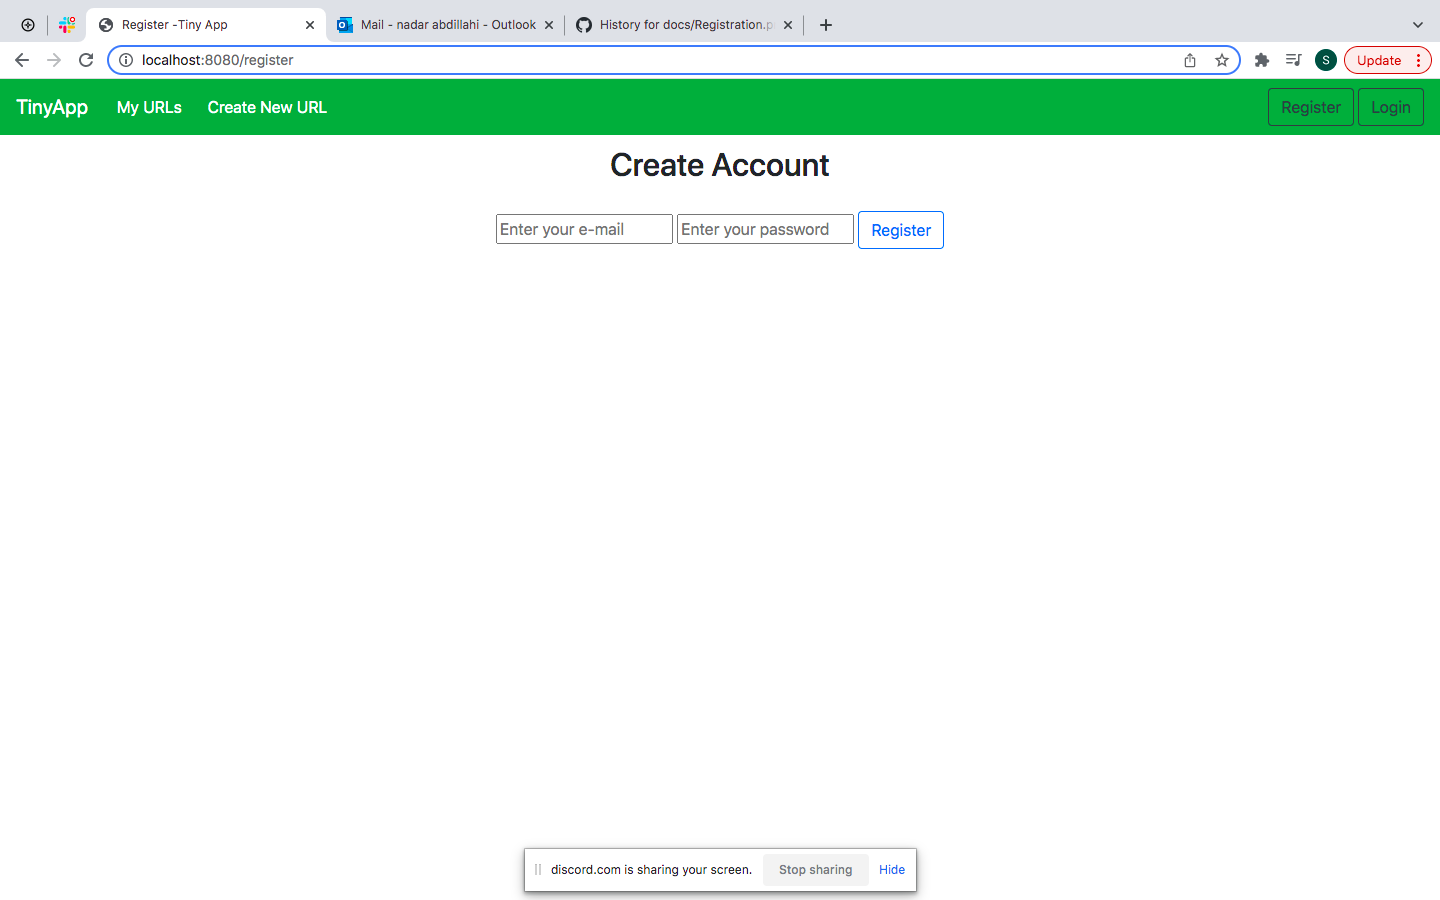 Register -Tiny App
Mail - nadar abdillahi - Outlook
History for docs/Registration.p
localhost:8080/register
S
Update
TinyApp My URLs Create New URL Register Login
Create Account
Enter your e-mail Enter your password Register
discord.com is sharing your screen. Stop sharing Hide